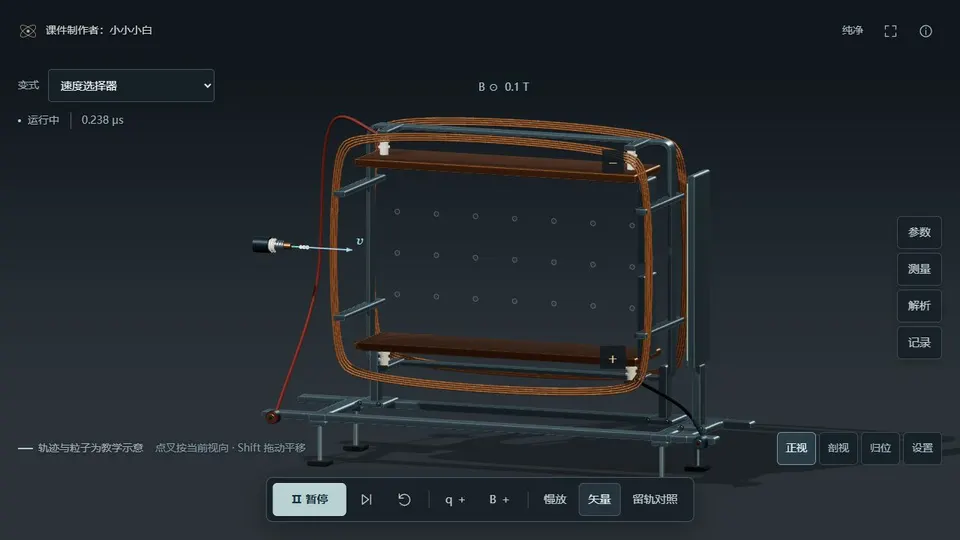 课件制作者：小小小白
纯净
变式
速度选择器
B ⊙ 0.1 T
• 运行中
0.238 μs
−
v
参数
测量
解析
记录
+
轨迹与粒子为教学示意
点叉按当前视向 · Shift 拖动平移
正视
剖视
归位
设置
暂停
q +
B +
慢放
矢量
留轨对照